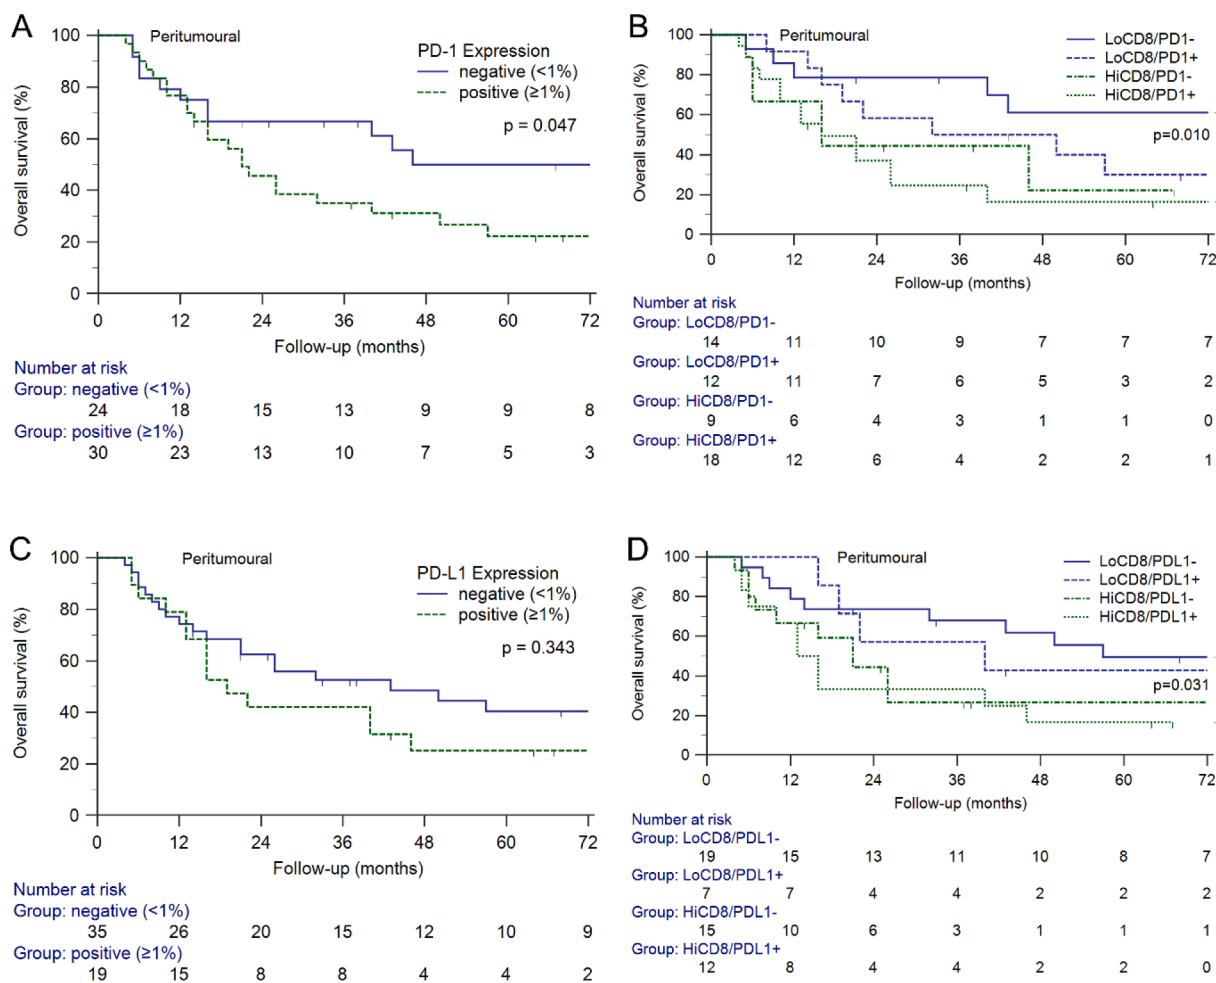 A
Peritumoural
PD-1 Expression
negative (<1%)
positive (≥1%)
p = 0.047
Overall survival (%)
100
80
60
40
20
0
0 12 24 36 48 60 72
Follow-up (months)
Number at risk
Group: negative (<1%)
24 18 15 13 9 9 8
Group: positive (≥1%)
30 23 13 10 7 5 3
B
Peritumoural
LoCD8/PD1-
LoCD8/PD1+
HiCD8/PD1-
HiCD8/PD1+
p=0.010
Overall survival (%)
100
80
60
40
20
0
0 12 24 36 48 60 72
Follow-up (months)
Number at risk
Group: LoCD8/PD1-
14 11 10 9 7 7 7
Group: LoCD8/PD1+
12 11 7 6 5 3 2
Group: HiCD8/PD1-
9 6 4 3 1 1 0
Group: HiCD8/PD1+
18 12 6 4 2 2 1
C
Peritumoural
PD-L1 Expression
negative (<1%)
positive (≥1%)
p = 0.343
Overall survival (%)
100
80
60
40
20
0
0 12 24 36 48 60 72
Follow-up (months)
Number at risk
Group: negative (<1%)
35 26 20 15 12 10 9
Group: positive (≥1%)
19 15 8 8 4 4 2
D
Peritumoural
LoCD8/PDL1-
LoCD8/PDL1+
HiCD8/PDL1-
HiCD8/PDL1+
p=0.031
Overall survival (%)
100
80
60
40
20
0
0 12 24 36 48 60 72
Follow-up (months)
Number at risk
Group: LoCD8/PDL1-
19 15 13 11 10 8 7
Group: LoCD8/PDL1+
7 7 4 4 2 2 2
Group: HiCD8/PDL1-
15 10 6 3 1 1 1
Group: HiCD8/PDL1+
12 8 4 4 2 2 0